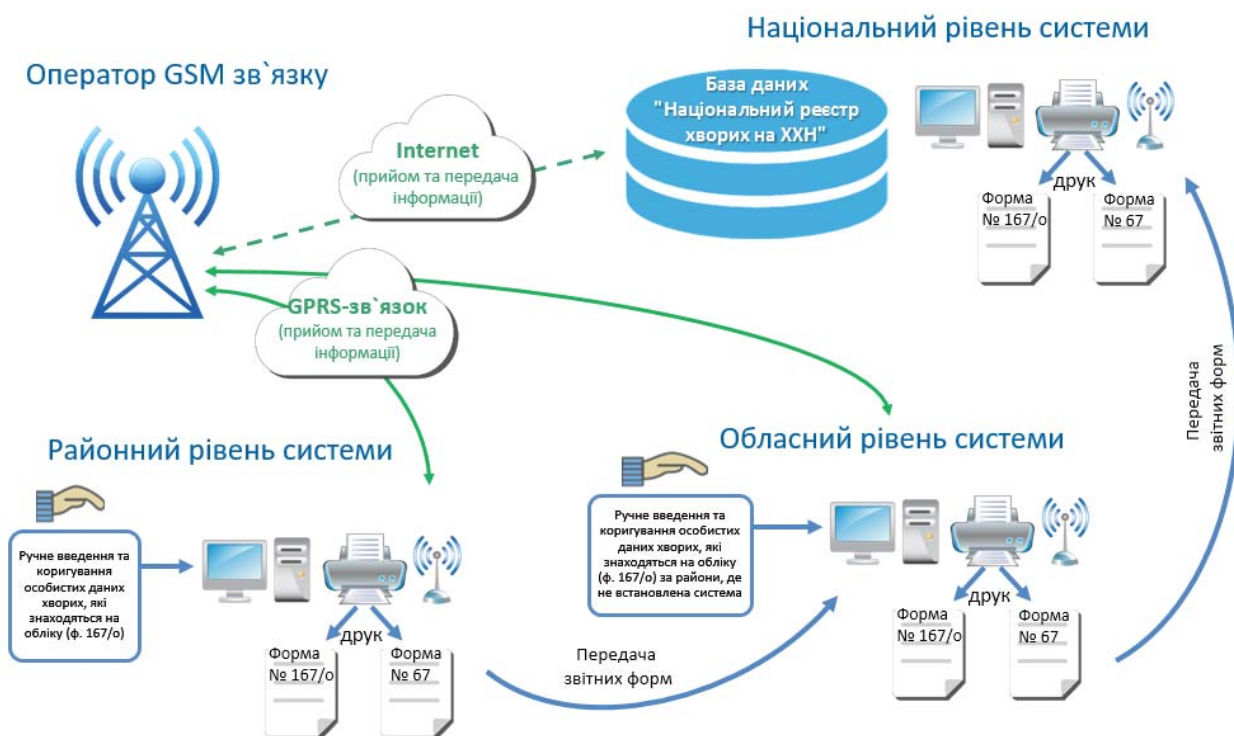 Національний рівень системи
Оператор GSM зв`язку
База даних
"Національний реєстр
хворих на ХХН"
Internet
(прийом та передача
інформації)
друк
Форма
№ 167/о
Форма
№ 67
GPRS-зв`язок
(прийом та передача
інформації)
Передача
звітних форм
Районний рівень системи
Ручне введення та
коригування
особистих даних
хворих, які
знаходяться на
обліку (ф. 167/о)
друк
Форма
№ 167/о
Форма
№ 67
Передача
звітних форм
Обласний рівень системи
Ручне введення та
коригування особистих
даних хворих, які
знаходяться на обліку
(ф. 167/о) за райони, де
не встановлена система
друк
Форма
№ 167/о
Форма
№ 67